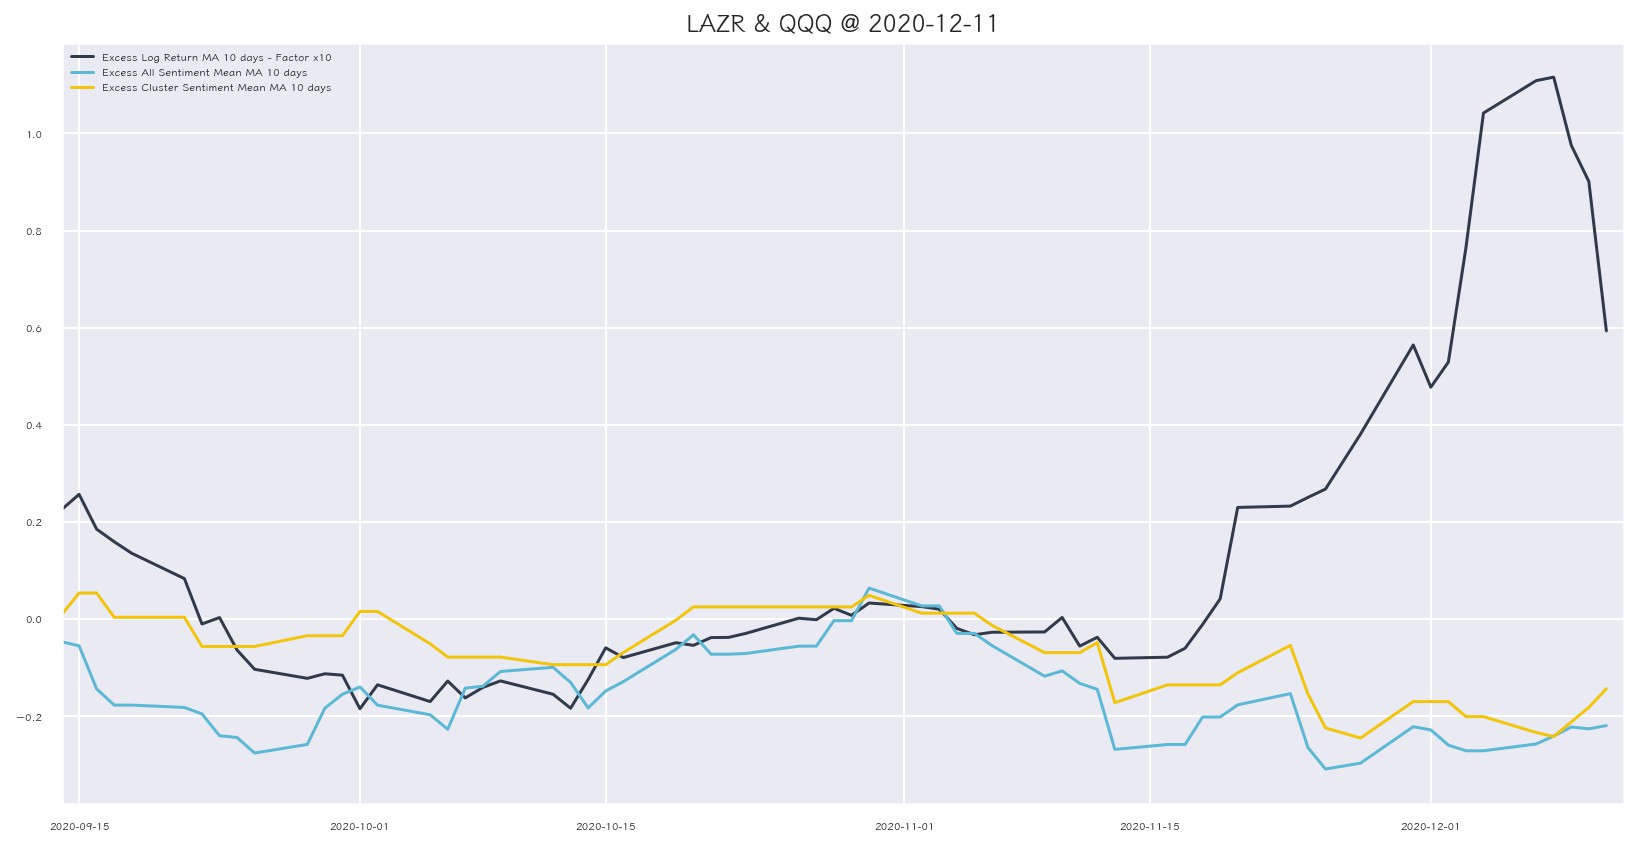 LAZR & QQQ @ 2020-12-11
Excess Log Return MA 10 days - Factor x10
Excess All Sentiment Mean MA 10 days
Excess Cluster Sentiment Mean MA 10 days
1.0
0.8
0.6
0.4
0.2
0.0
−0.2
2020-09-15 2020-10-01 2020-10-15 2020-11-01 2020-11-15 2020-12-01